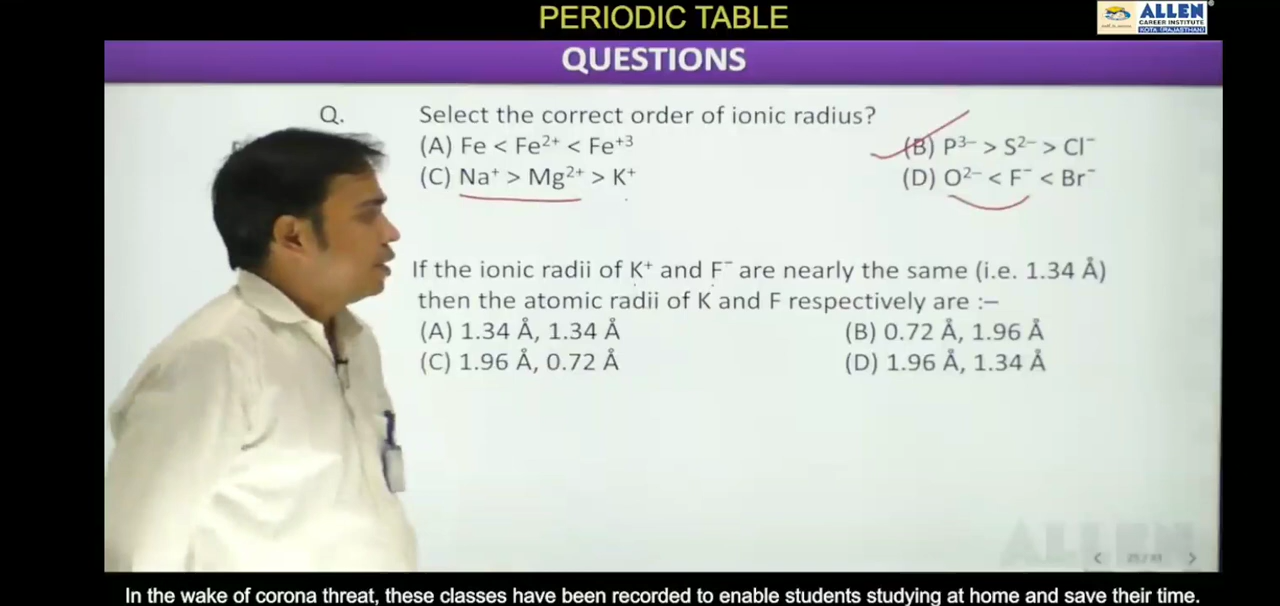 PERIODIC TABLE
ALLEN
CAREER INSTITUTE
KOTA (RAJASTHAN)
QUESTIONS
Q. Select the correct order of ionic radius?
(A) Fe < Fe²⁺ < Fe⁺³ (B) P³⁻ > S²⁻ > Cl⁻
(C) Na⁺ > Mg²⁺ > K⁺ (D) O²⁻ < F⁻ < Br⁻
If the ionic radii of K⁺ and F⁻ are nearly the same (i.e. 1.34 Å)
then the atomic radii of K and F respectively are :–
(A) 1.34 Å, 1.34 Å (B) 0.72 Å, 1.96 Å
(C) 1.96 Å, 0.72 Å (D) 1.96 Å, 1.34 Å
ALLEN
In the wake of corona threat, these classes have been recorded to enable students studying at home and save their time.